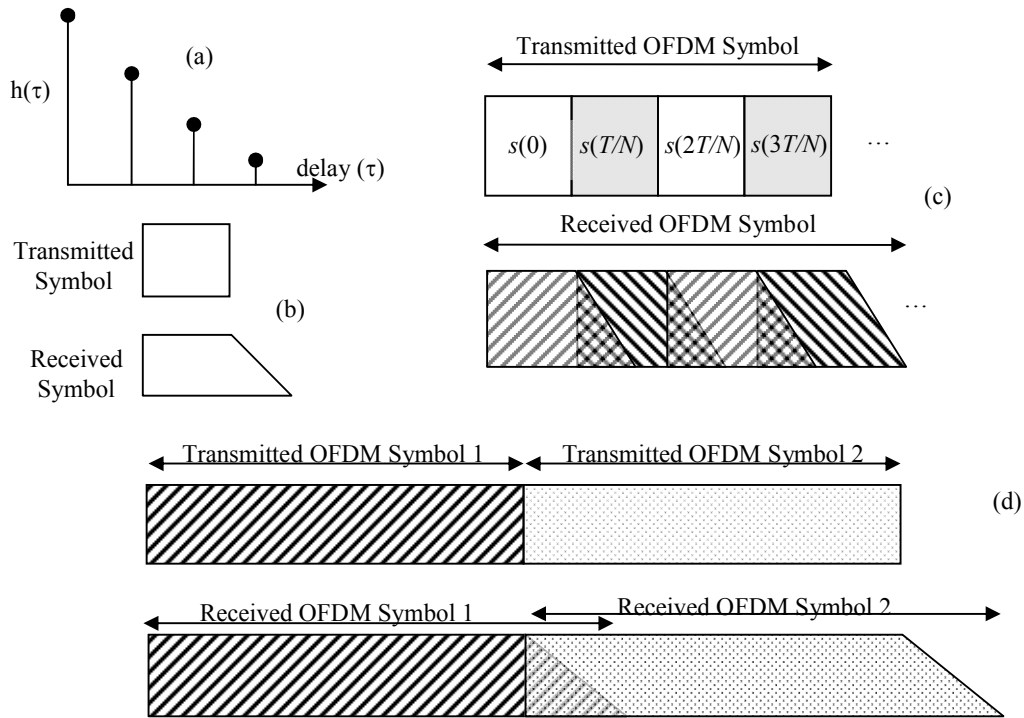 (a)
h(τ)
delay (τ)
Transmitted
Symbol
(b)
Received
Symbol
Transmitted OFDM Symbol
s(0) s(T/N) s(2T/N) s(3T/N) ...
(c)
Received OFDM Symbol
...
Transmitted OFDM Symbol 1 Transmitted OFDM Symbol 2
(d)
Received OFDM Symbol 1 Received OFDM Symbol 2